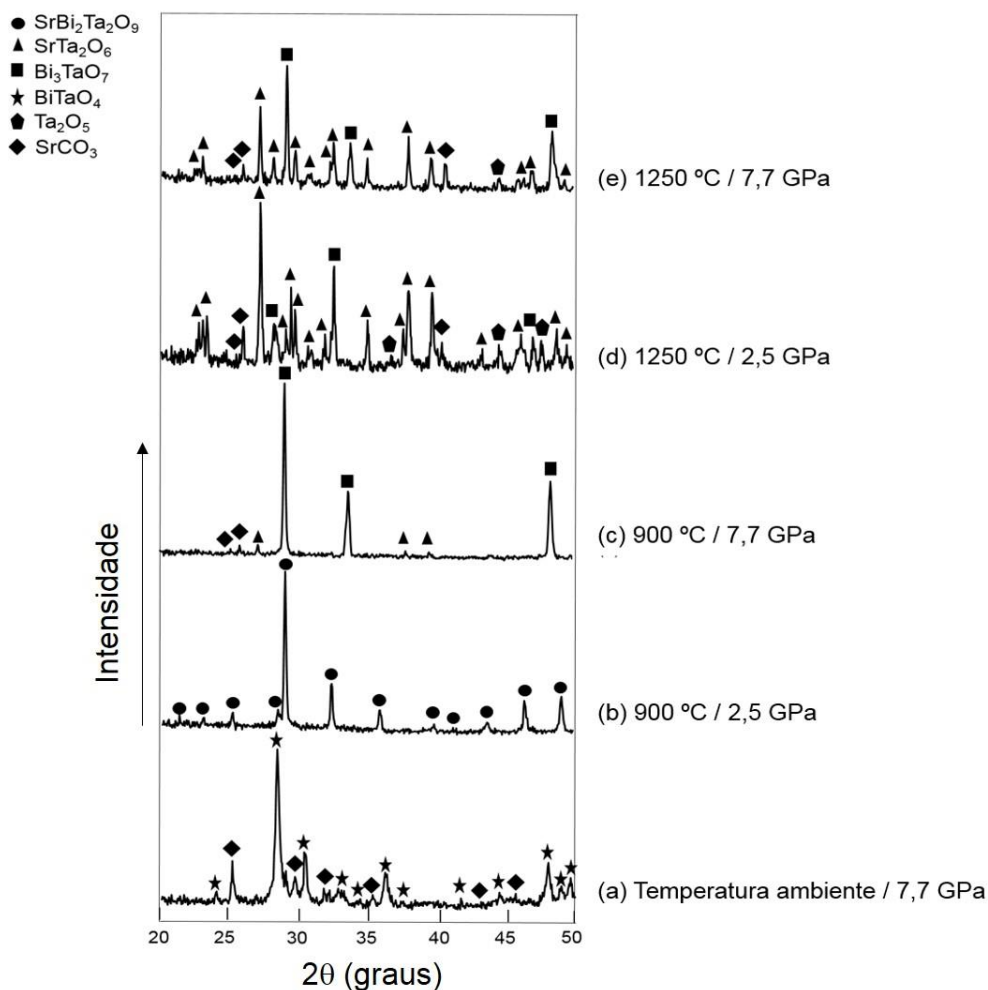 SrBi₂Ta₂O₉
SrTa₂O₆
Bi₃TaO₇
BiTaO₄
Ta₂O₅
SrCO₃
(e) 1250 ºC / 7,7 GPa
(d) 1250 ºC / 2,5 GPa
(c) 900 ºC / 7,7 GPa
(b) 900 ºC / 2,5 GPa
(a) Temperatura ambiente / 7,7 GPa
Intensidade
20 25 30 35 40 45 50
2θ (graus)